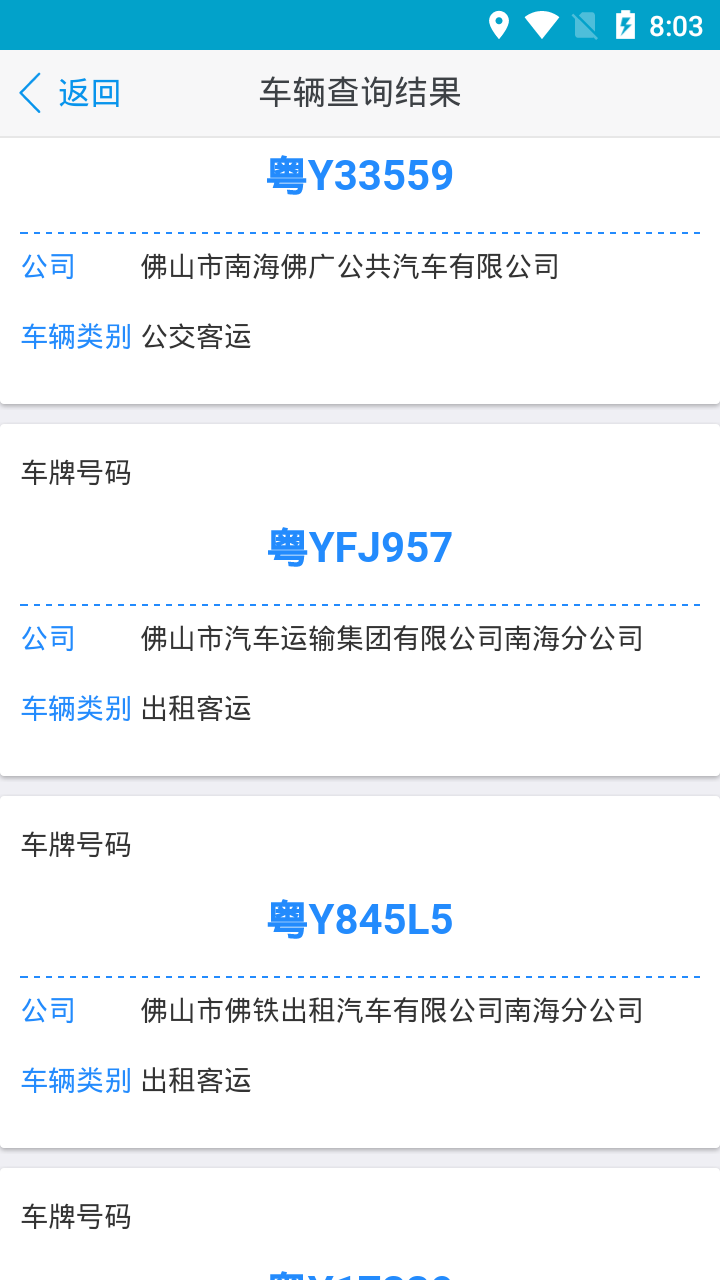 8:03
返回
车辆查询结果
粤Y33559
公司 佛山市南海佛广公共汽车有限公司
车辆类别 公交客运
车牌号码
粤YFJ957
公司 佛山市汽车运输集团有限公司南海分公司
车辆类别 出租客运
车牌号码
粤Y845L5
公司 佛山市佛铁出租汽车有限公司南海分公司
车辆类别 出租客运
车牌号码